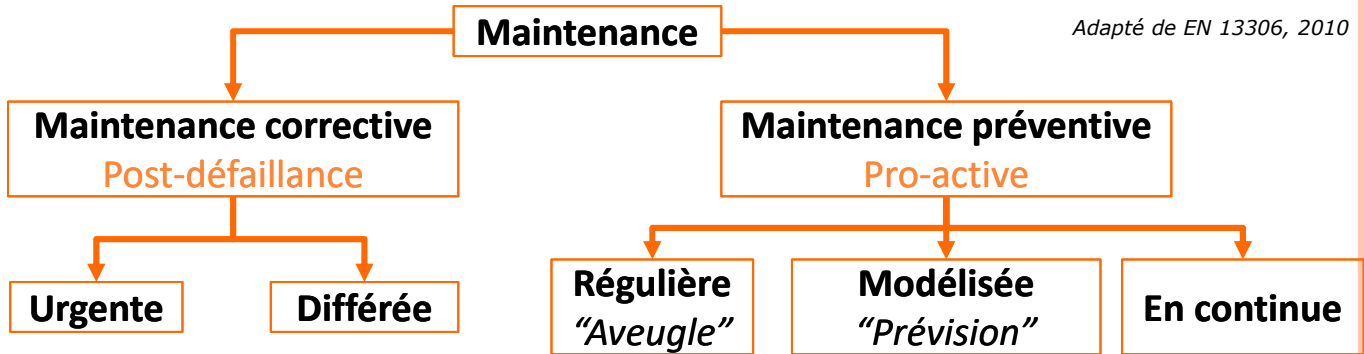 Maintenance
Adapté de EN 13306, 2010
Maintenance corrective
Post-défaillance
Maintenance préventive
Pro-active
Urgente
Différée
Régulière
“Aveugle”
Modélisée
“Prévision”
En continue